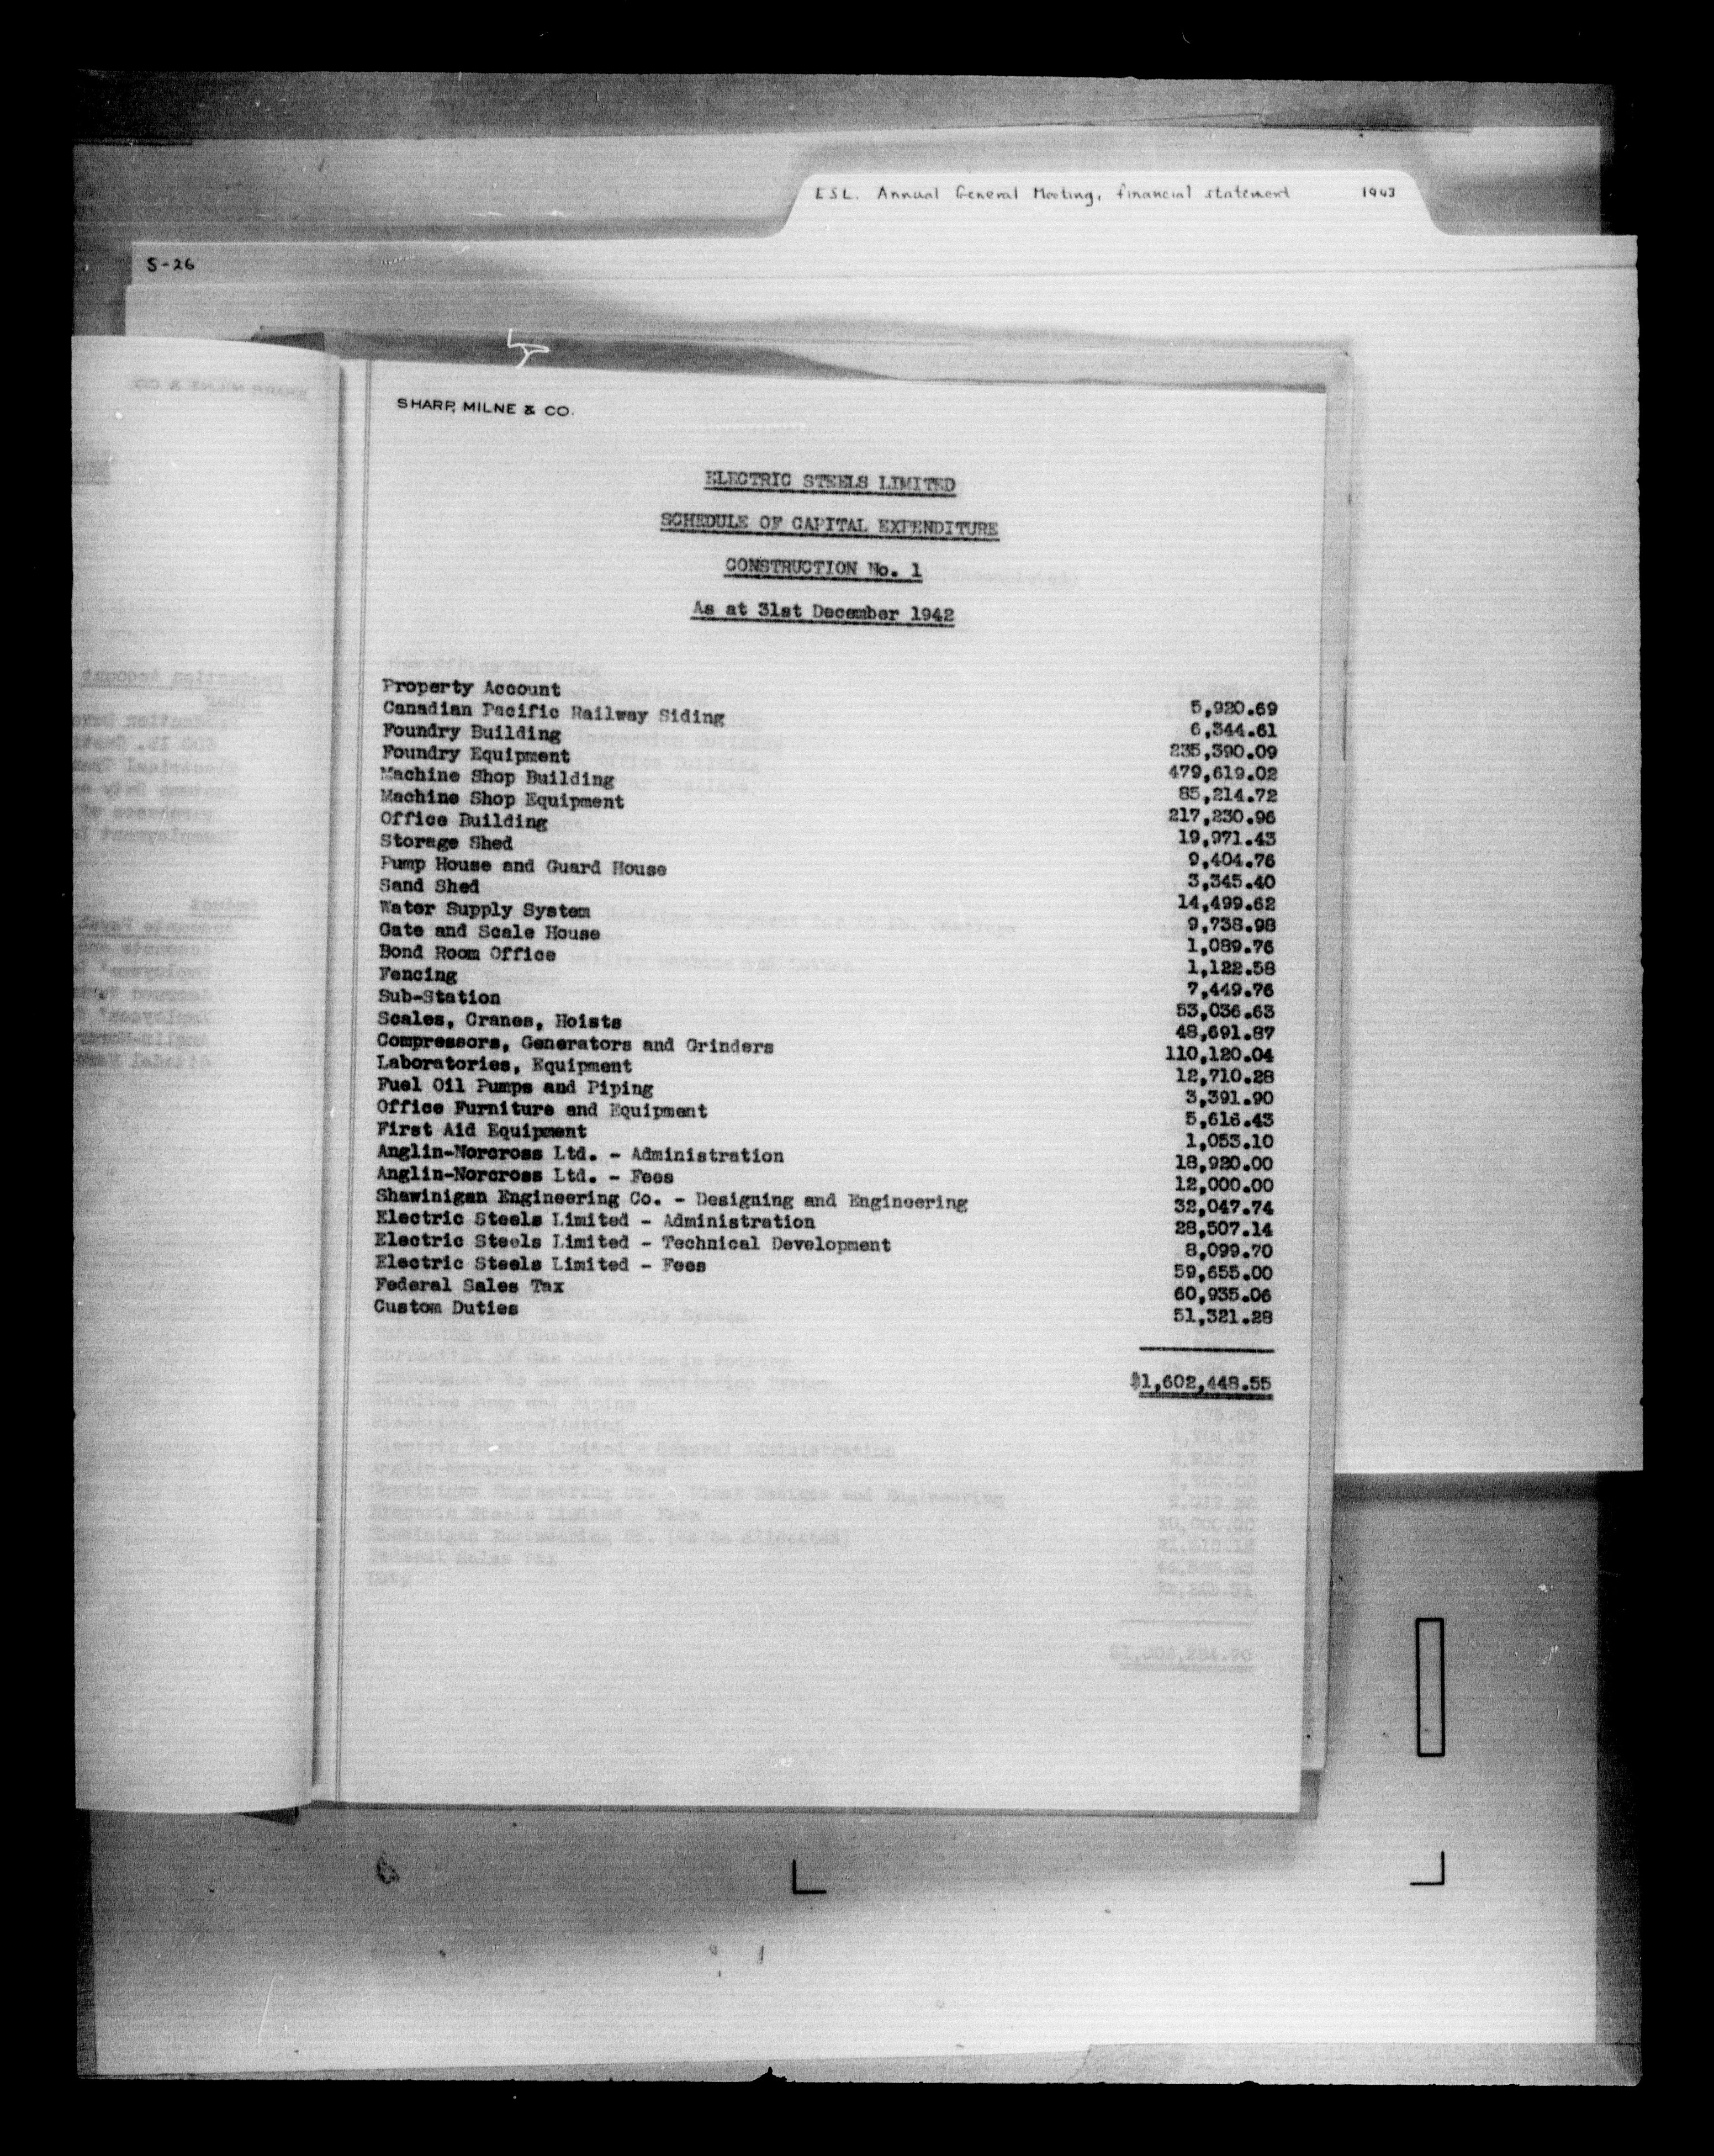 ESL. Annual General Meeting, financial statement 1943
S-26
SHARP, MILNE & CO.
ELECTRIC STEELS LIMITED
SCHEDULE OF CAPITAL EXPENDITURE
CONSTRUCTION No. 1
As at 31st December 1942
Property Account 5,920.69
Canadian Pacific Railway Siding 6,344.61
Foundry Building 235,390.09
Foundry Equipment 479,619.02
Machine Shop Building 85,214.72
Machine Shop Equipment 217,230.96
Office Building 19,971.43
Storage Shed 9,404.76
Pump House and Guard House 3,345.40
Sand Shed 14,499.62
Water Supply System 9,738.98
Gate and Scale House 1,089.76
Bond Room Office 1,122.58
Fencing 7,449.76
Sub-Station 53,036.63
Scales, Cranes, Hoists 48,691.87
Compressors, Generators and Grinders 110,120.04
Laboratories, Equipment 12,710.28
Fuel Oil Pumps and Piping 3,391.90
Office Furniture and Equipment 5,616.43
First Aid Equipment 1,053.10
Anglin-Norcross Ltd. - Administration 18,920.00
Anglin-Norcross Ltd. - Fees 12,000.00
Shawinigan Engineering Co. - Designing and Engineering 32,047.74
Electric Steels Limited - Administration 28,507.14
Electric Steels Limited - Technical Development 8,099.70
Electric Steels Limited - Fees 59,655.00
Federal Sales Tax 60,935.06
Custom Duties 51,321.28
$1,602,448.55